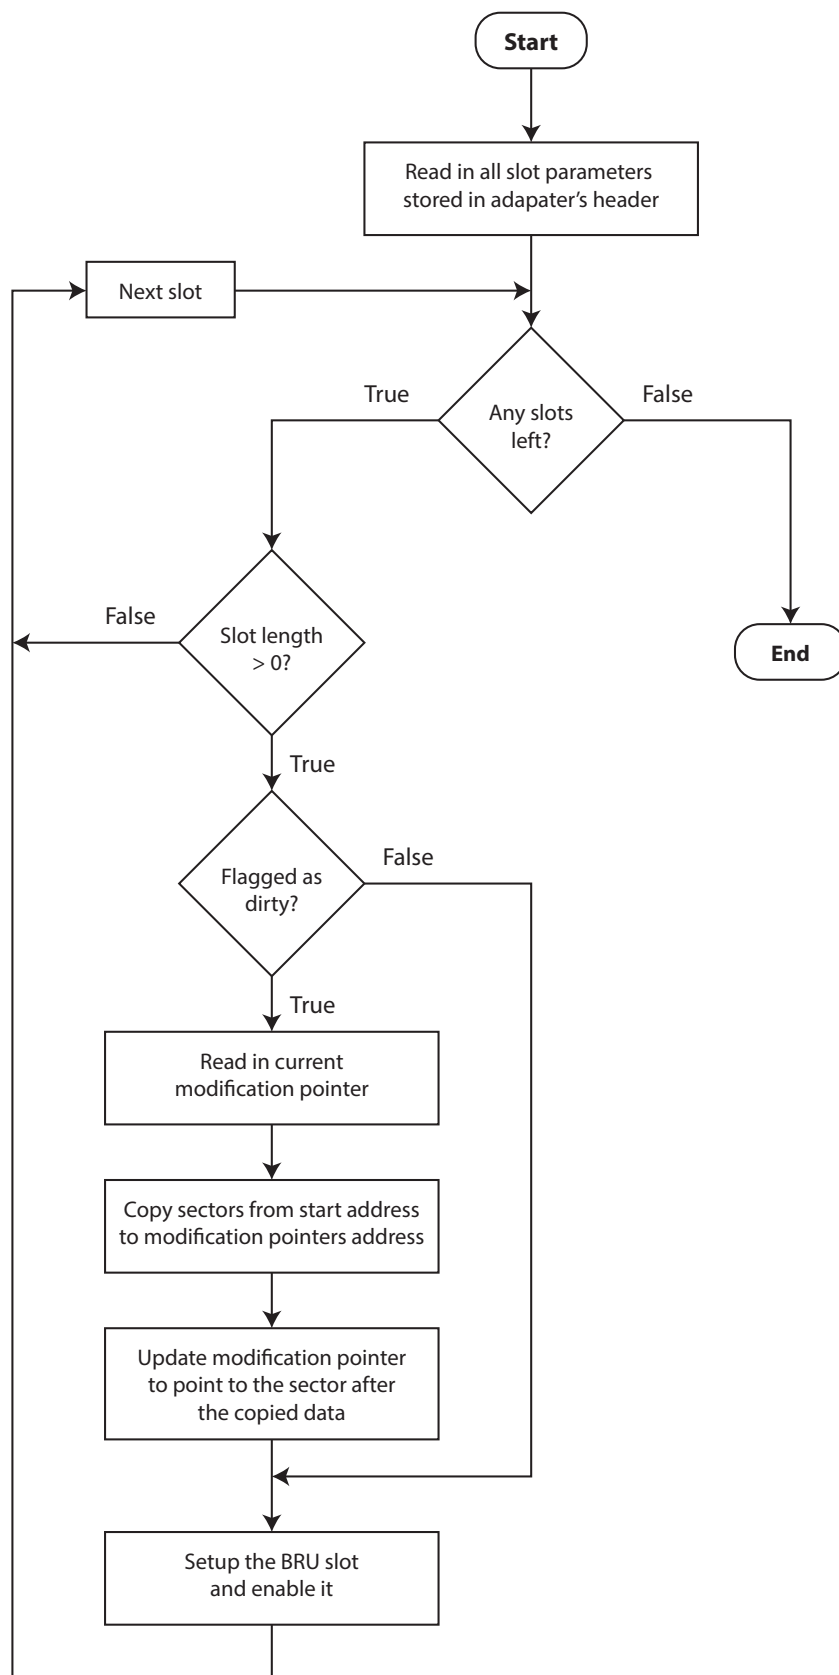 Start
Read in all slot parameters
stored in adapater's header
Next slot
True
Any slots
left?
False
False
Slot length
> 0?
End
True
Flagged as
dirty?
False
True
Read in current
modification pointer
Copy sectors from start address
to modification pointers address
Update modification pointer
to point to the sector after
the copied data
Setup the BRU slot
and enable it